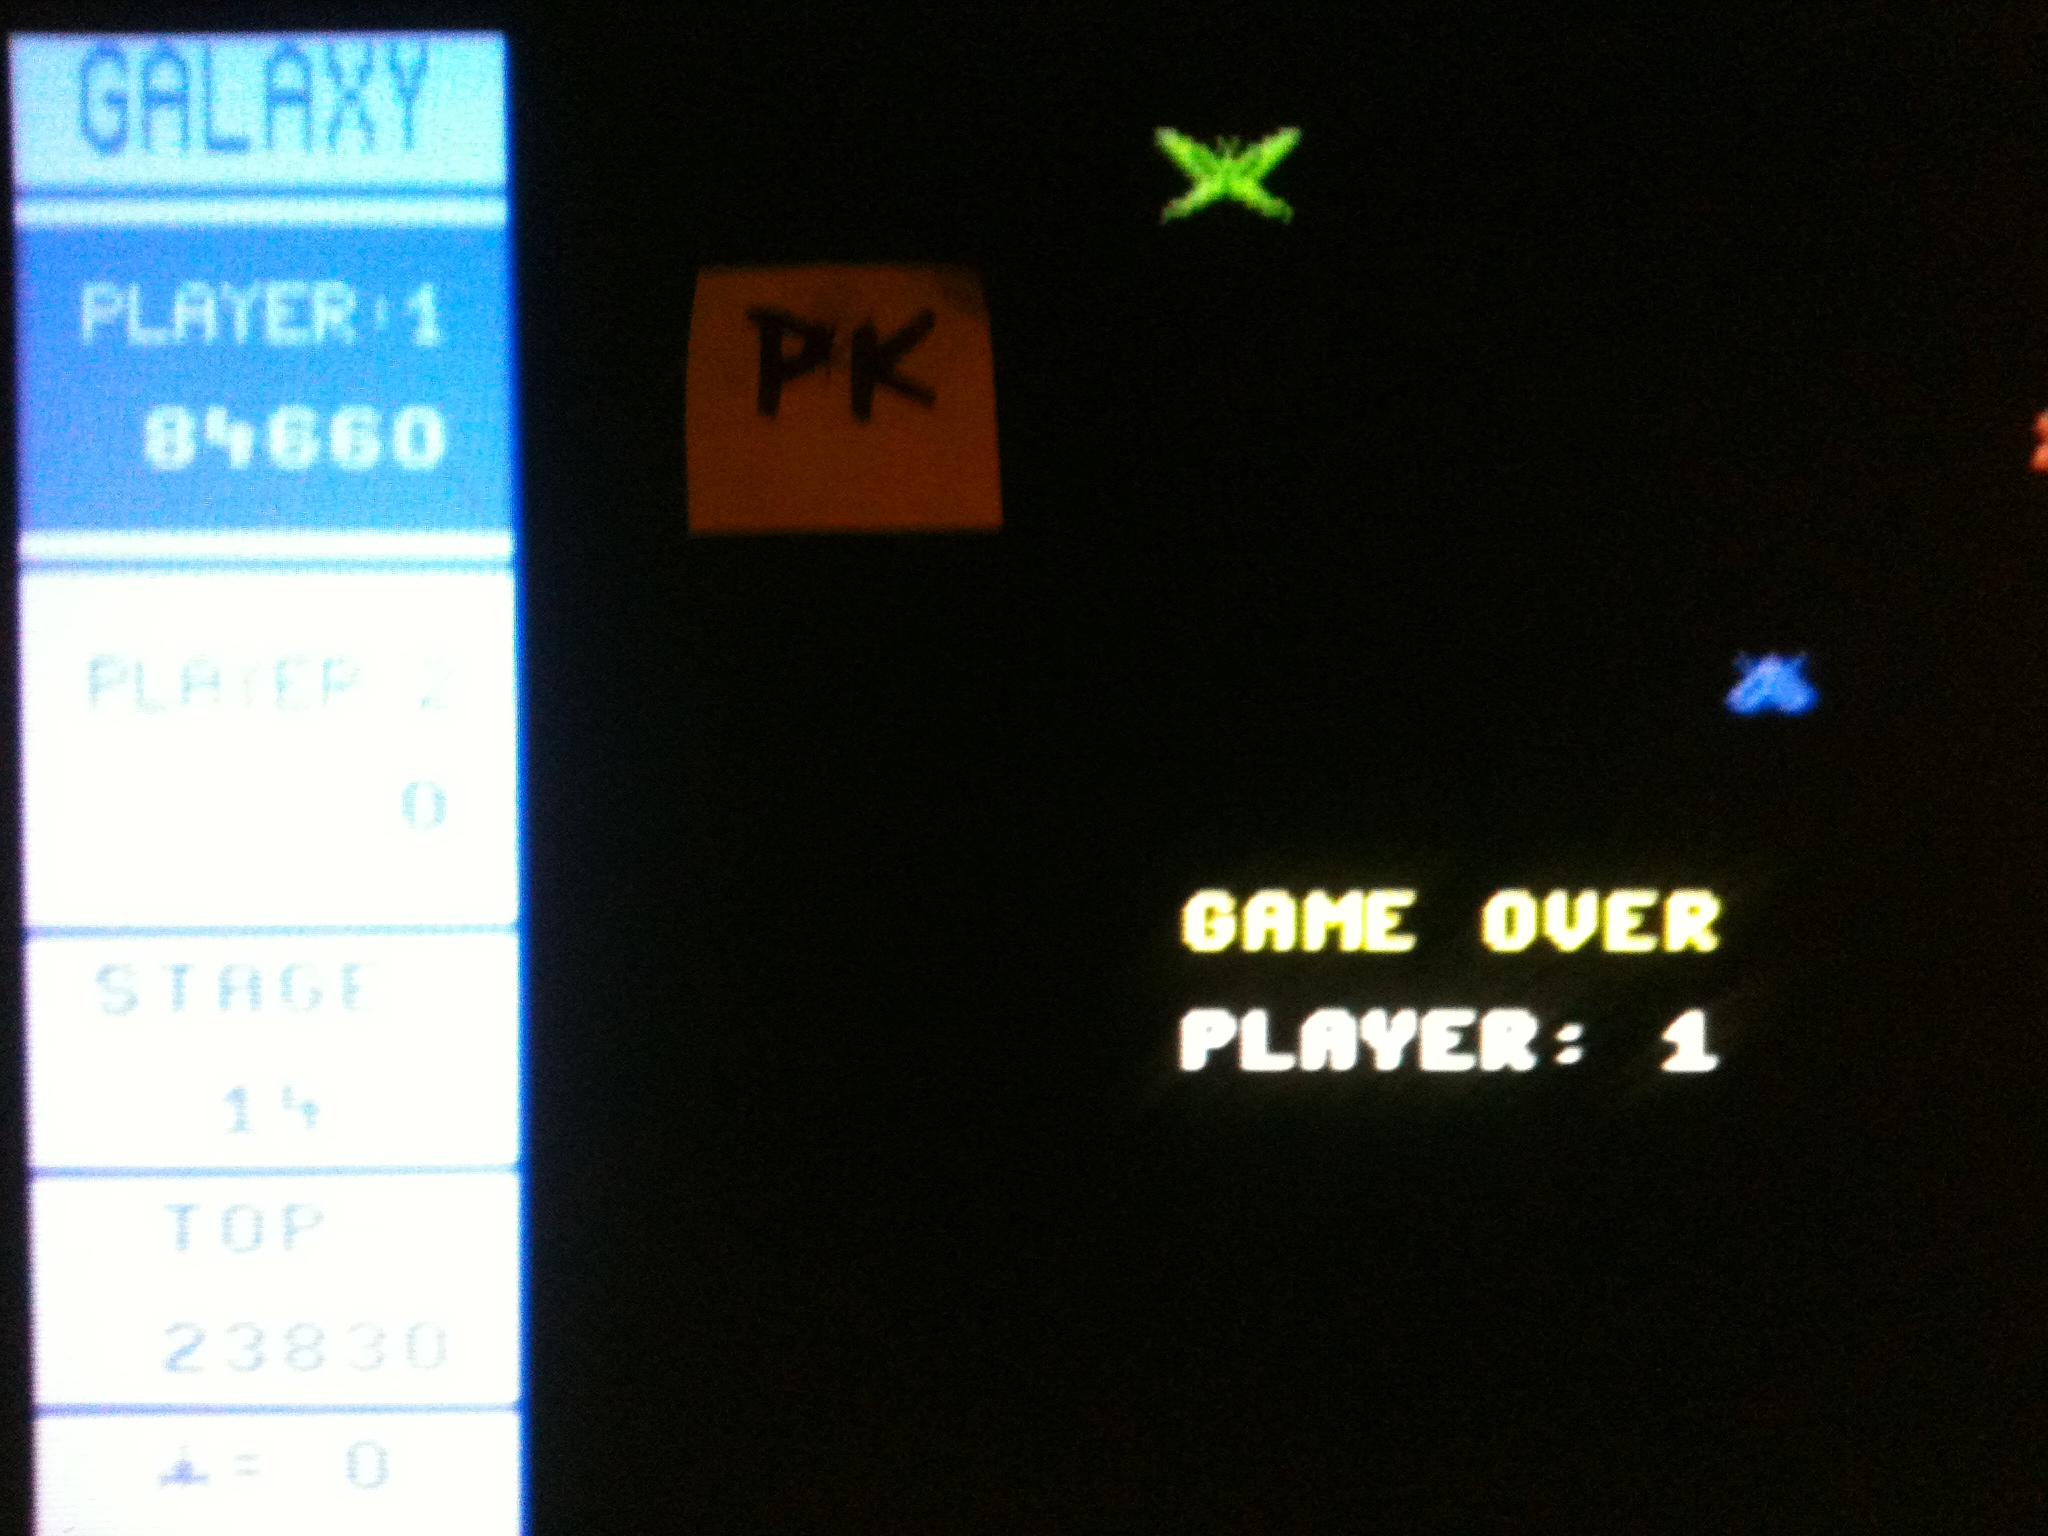 GALAXY
PLAYER:1
84660
PLAYER 2
0
STAGE
14
TOP
23830
= 0
PK
GAME OVER
PLAYER: 1